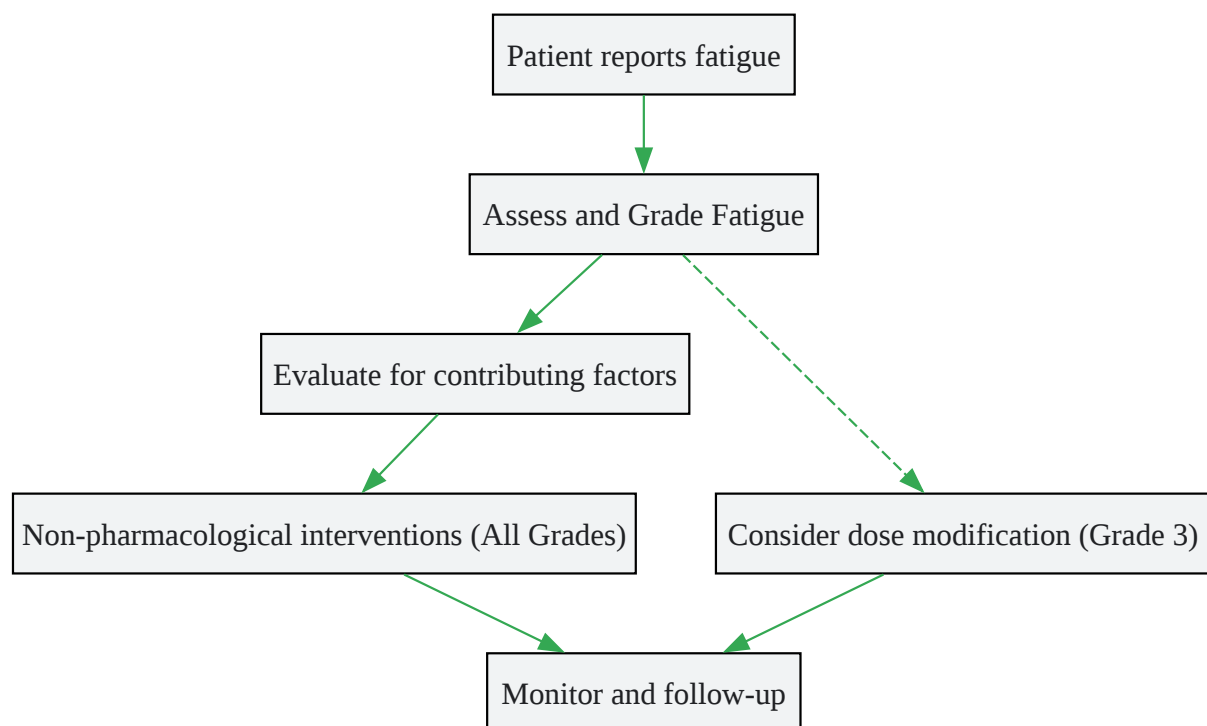 Patient reports fatigue
Assess and Grade Fatigue
Evaluate for contributing factors
Non-pharmacological interventions (All Grades)
Consider dose modification (Grade 3)
Monitor and follow-up